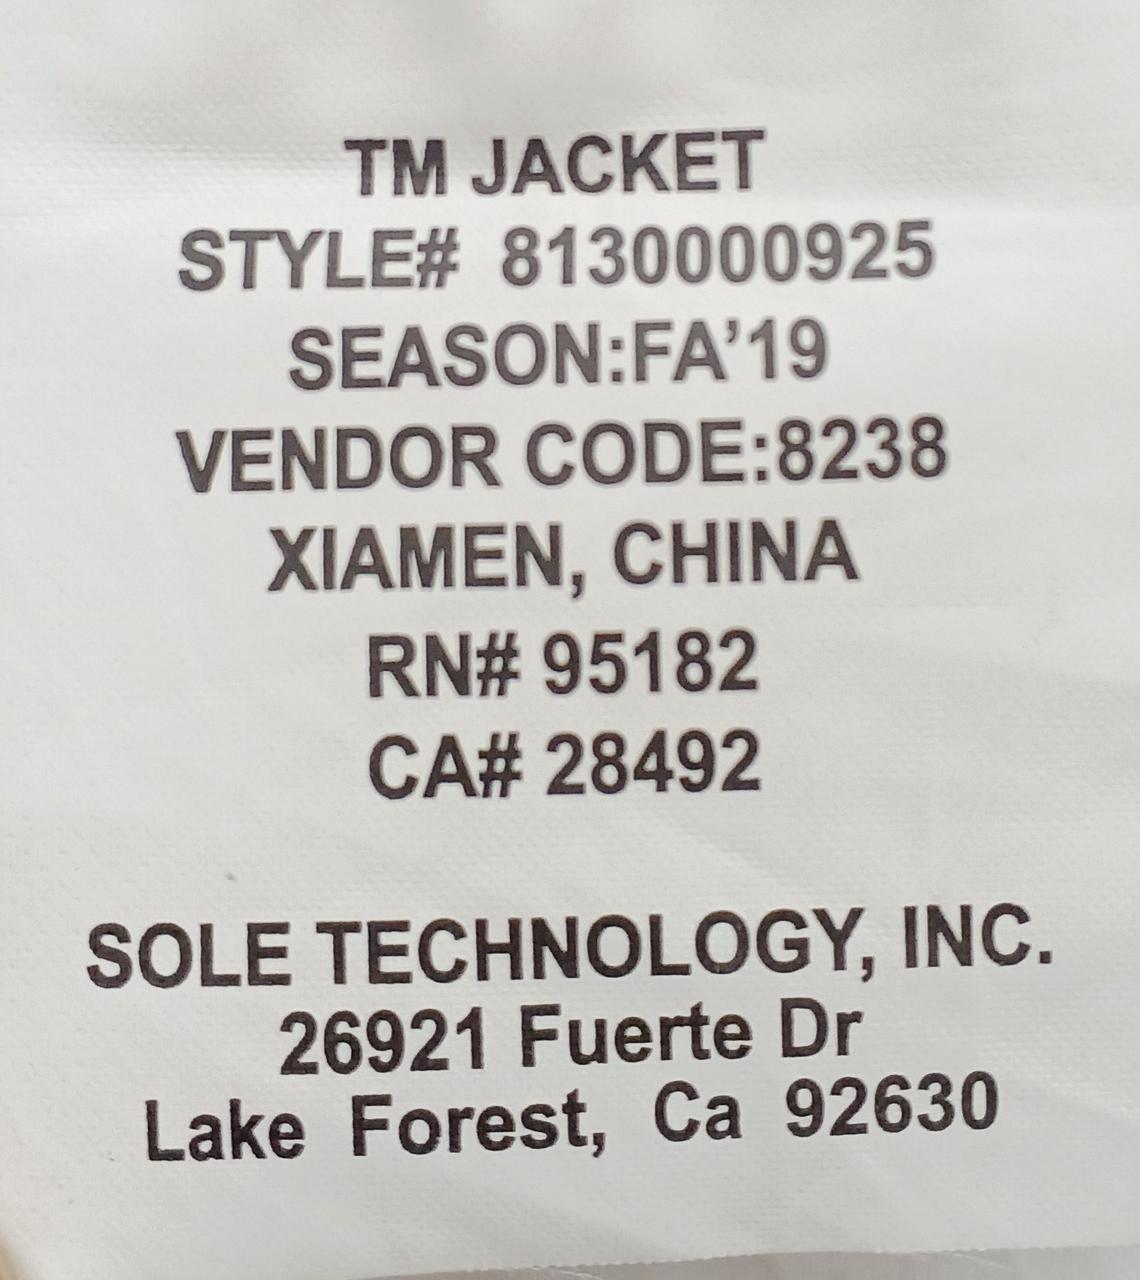 TM JACKET
STYLE# 8130000925
SEASON:FA'19
VENDOR CODE:8238
XIAMEN, CHINA
RN# 95182
CA# 28492
SOLE TECHNOLOGY, INC.
26921 Fuerte Dr
Lake Forest, Ca 92630